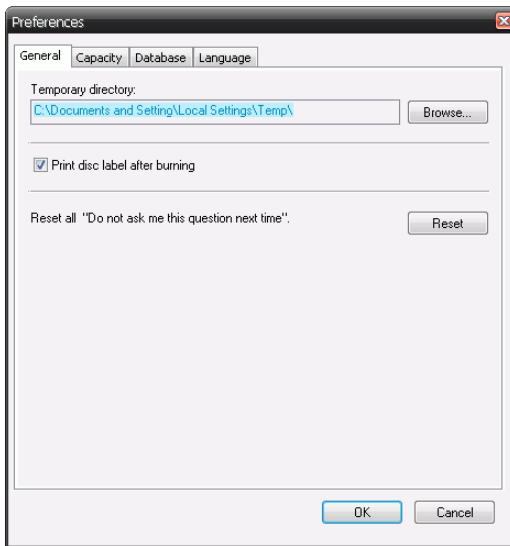 Preferences
General Capacity Database Language
Temporary directory:
C:\Documents and Setting\Local Settings\Temp\ Browse...
Print disc label after burning
Reset all "Do not ask me this question next time". Reset
OK Cancel